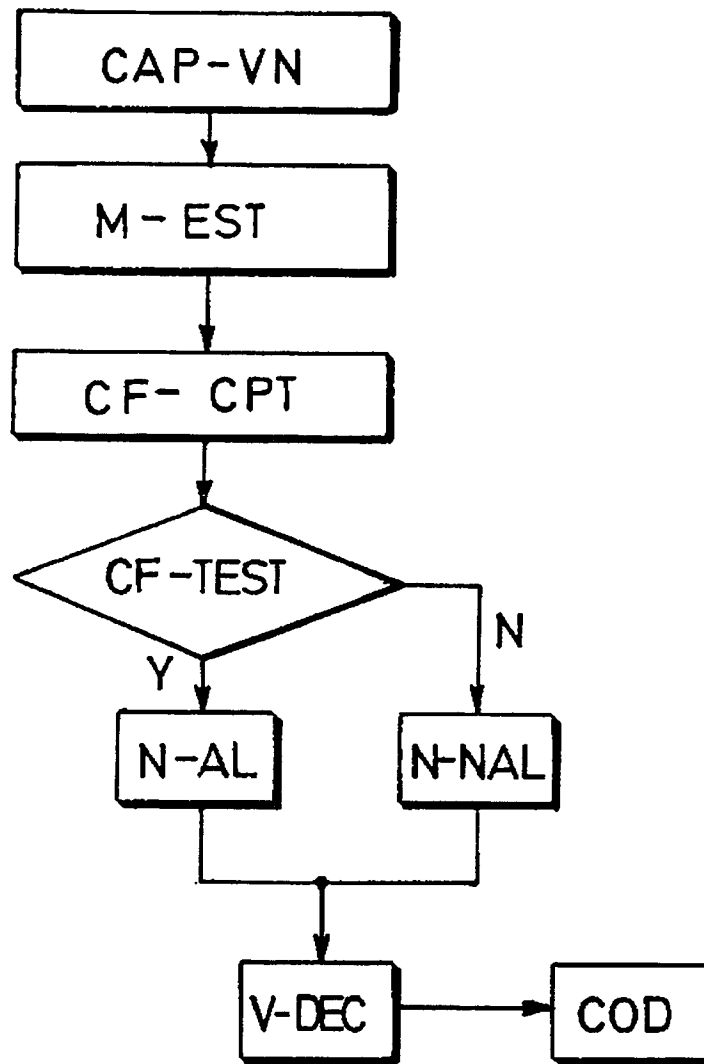 CAP-VN
M-EST
CF-CPT
CF-TEST
Y
N
N-AL
N-NAL
V-DEC
COD